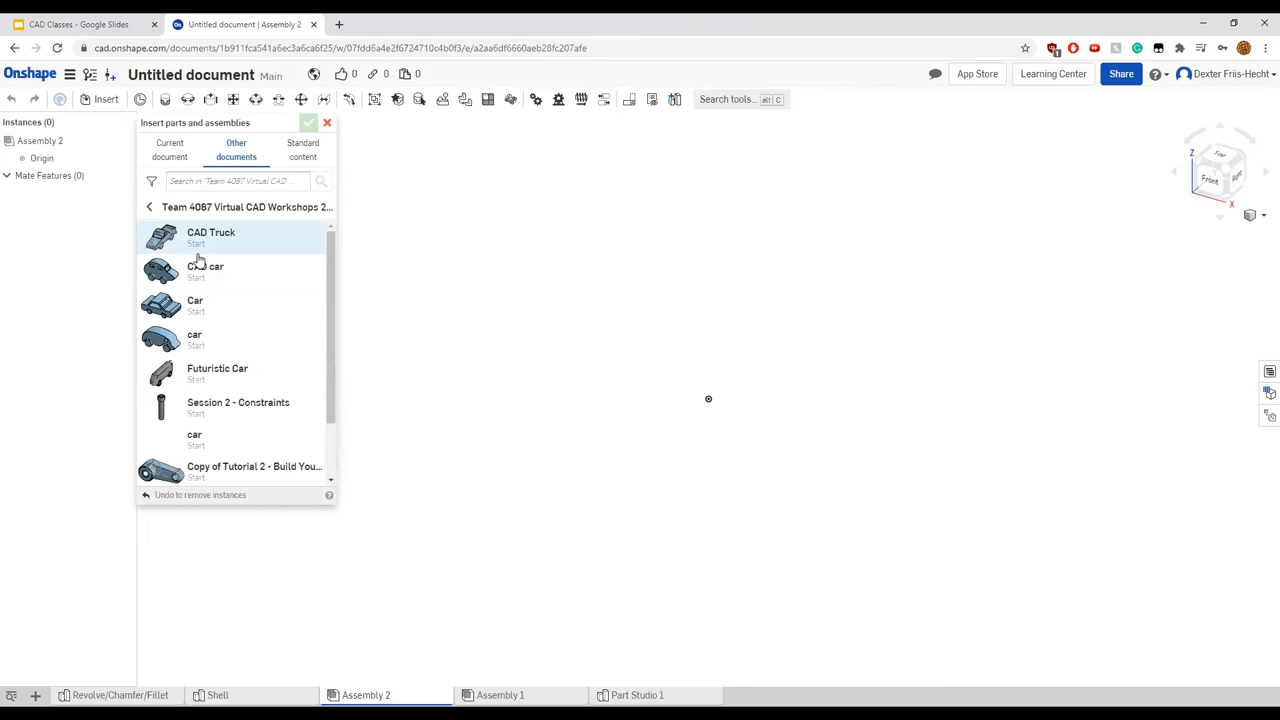 CAD Classes - Google Slides
Untitled document | Assembly 2
cad.onshape.com/documents/1b911fca541a6ec3a6ca6f25/w/07fdd6a4e2f6724710c4b0f3/e/a2aa6df6660aeb28fc207afe
Onshape
Untitled document Main
0
0
0
App Store
Learning Center
Share
Dexter Friis-Hecht
Insert
Search tools... alt C
Instances (0)
Assembly 2
Origin
Mate Features (0)
Insert parts and assemblies
Current document
Other documents
Standard content
Search in "Team 4087 Virtual CAD ...
Team 4087 Virtual CAD Workshops 2...
CAD Truck
Start
CAD car
Start
Car
Start
car
Start
Futuristic Car
Start
Session 2 - Constraints
Start
car
Start
Copy of Tutorial 2 - Build You...
Start
Undo to remove instances
Top
Front
Right
Z
X
Revolve/Chamfer/Fillet
Shell
Assembly 2
Assembly 1
Part Studio 1